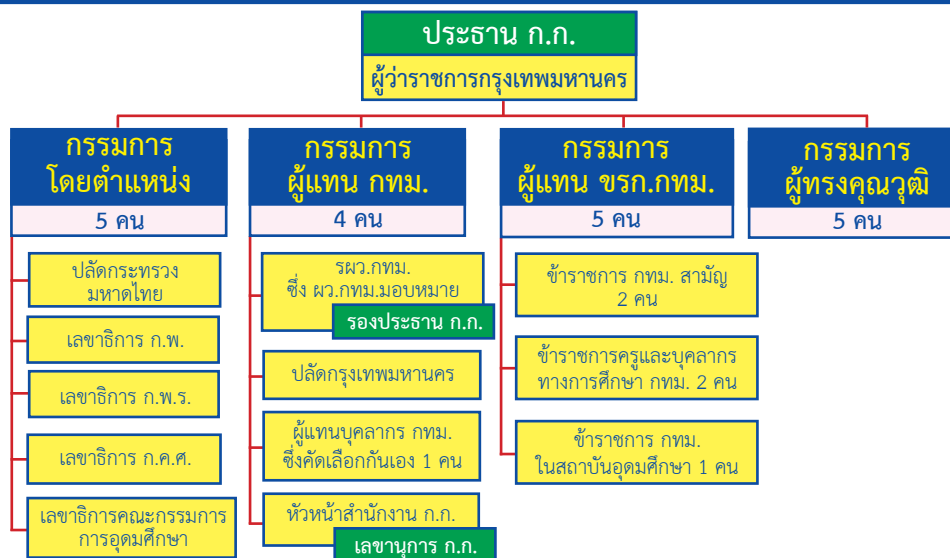 ประธาน ก.ก.
ผู้ว่าราชการกรุงเทพมหานคร
กรรมการ
โดยตำแหน่ง
5 คน
ปลัดกระทรวง
มหาดไทย
เลขาธิการ ก.พ.
เลขาธิการ ก.พ.ร.
เลขาธิการ ก.ค.ศ.
เลขาธิการคณะกรรมการ
การอุดมศึกษา
กรรมการ
ผู้แทน กทม.
4 คน
รผว.กทม.
ซึ่ง ผว.กทม.มอบหมาย
รองประธาน ก.ก.
ปลัดกรุงเทพมหานคร
ผู้แทนบุคลากร กทม.
ซึ่งคัดเลือกกันเอง 1 คน
หัวหน้าสำนักงาน ก.ก.
เลขานุการ ก.ก.
กรรมการ
ผู้แทน ขรก.กทม.
5 คน
ข้าราชการ กทม. สามัญ
2 คน
ข้าราชการครูและบุคลากร
ทางการศึกษา กทม. 2 คน
ข้าราชการ กทม.
ในสถาบันอุดมศึกษา 1 คน
กรรมการ
ผู้ทรงคุณวุฒิ
5 คน